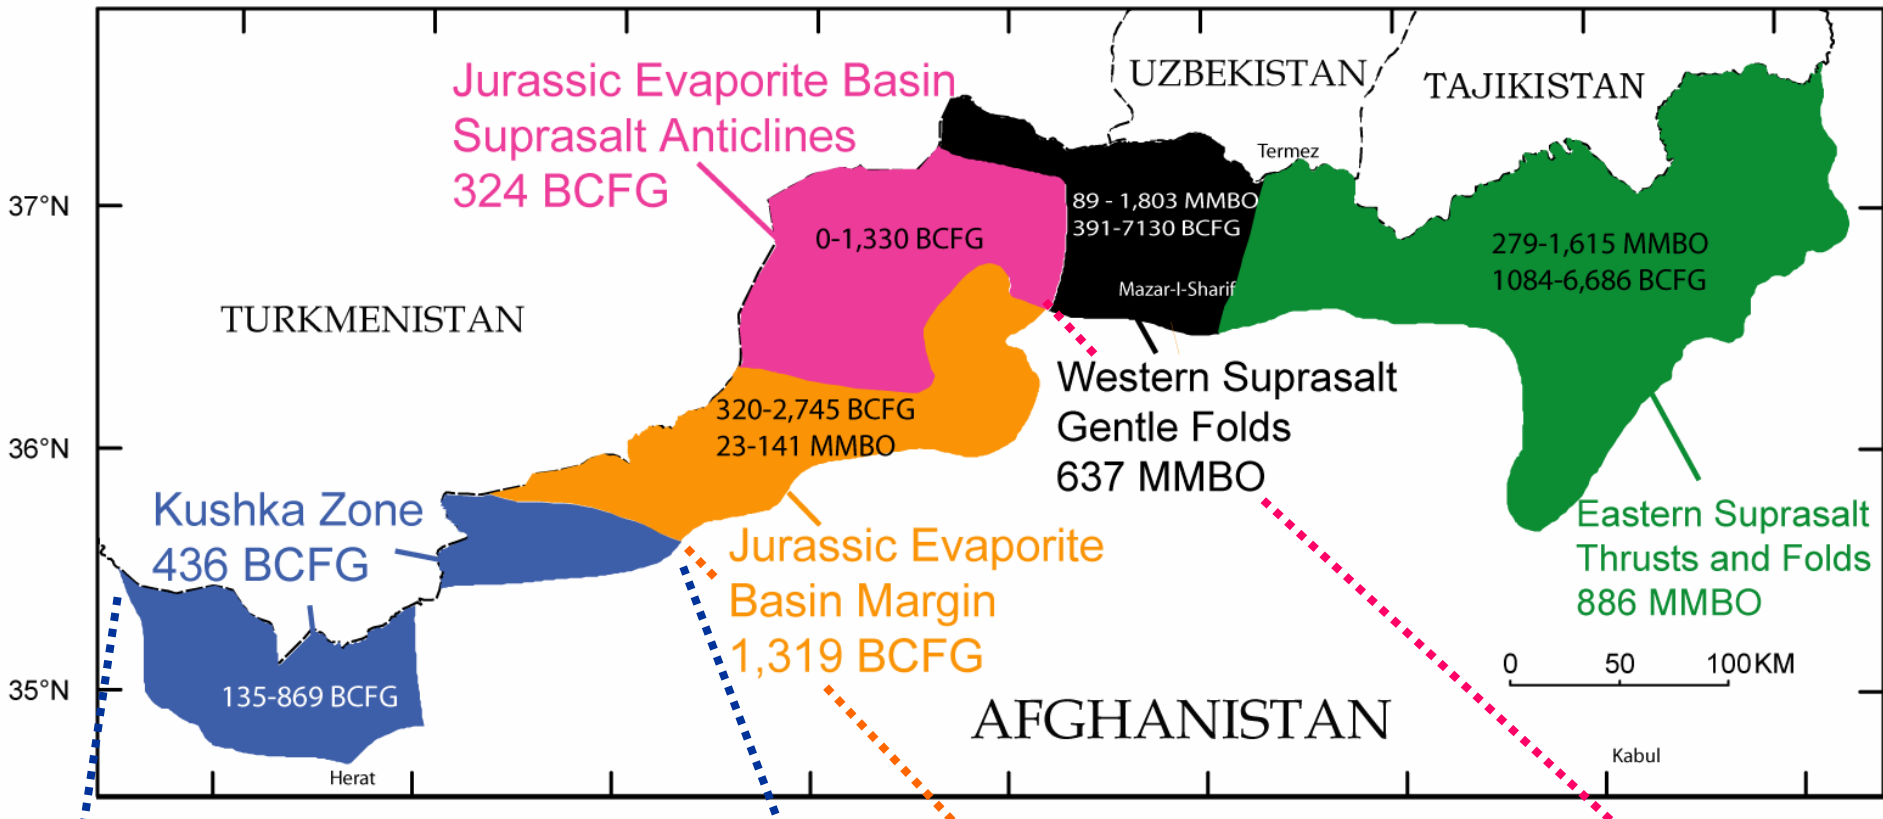 Jurassic Evaporite Basin
Suprasalt Anticlines
324 BCFG
UZBEKISTAN
TAJIKISTAN
Termez
37°N
89 - 1,803 MMBO
391-7130 BCFG
0-1,330 BCFG
279-1,615 MMBO
1084-6,686 BCFG
Mazar-I-Sharif
TURKMENISTAN
Western Suprasalt
Gentle Folds
637 MMBO
320-2,745 BCFG
23-141 MMBO
36°N
Kushka Zone
436 BCFG
Jurassic Evaporite
Basin Margin
1,319 BCFG
Eastern Suprasalt
Thrusts and Folds
886 MMBO
0 50 100KM
35°N
135-869 BCFG
AFGHANISTAN
Kabul
Herat